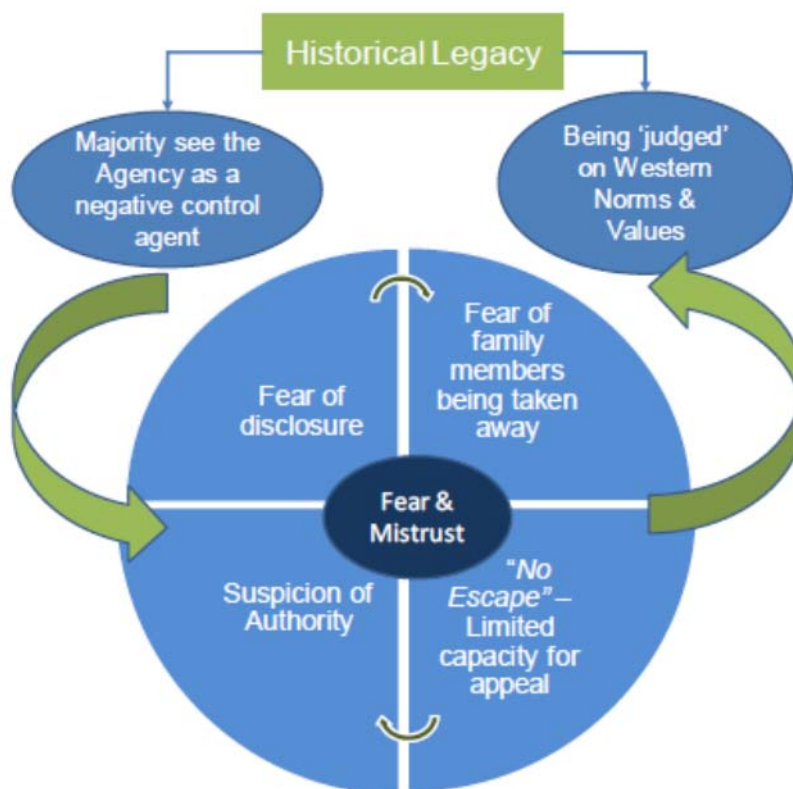 Historical Legacy
Majority see the
Agency as a
negative control
agent
Being ‘judged’
on Western
Norms &
Values
Fear of
disclosure
Fear of
family
members
being taken
away
Fear &
Mistrust
Suspicion of
Authority
“No
Escape” –
Limited
capacity for
appeal